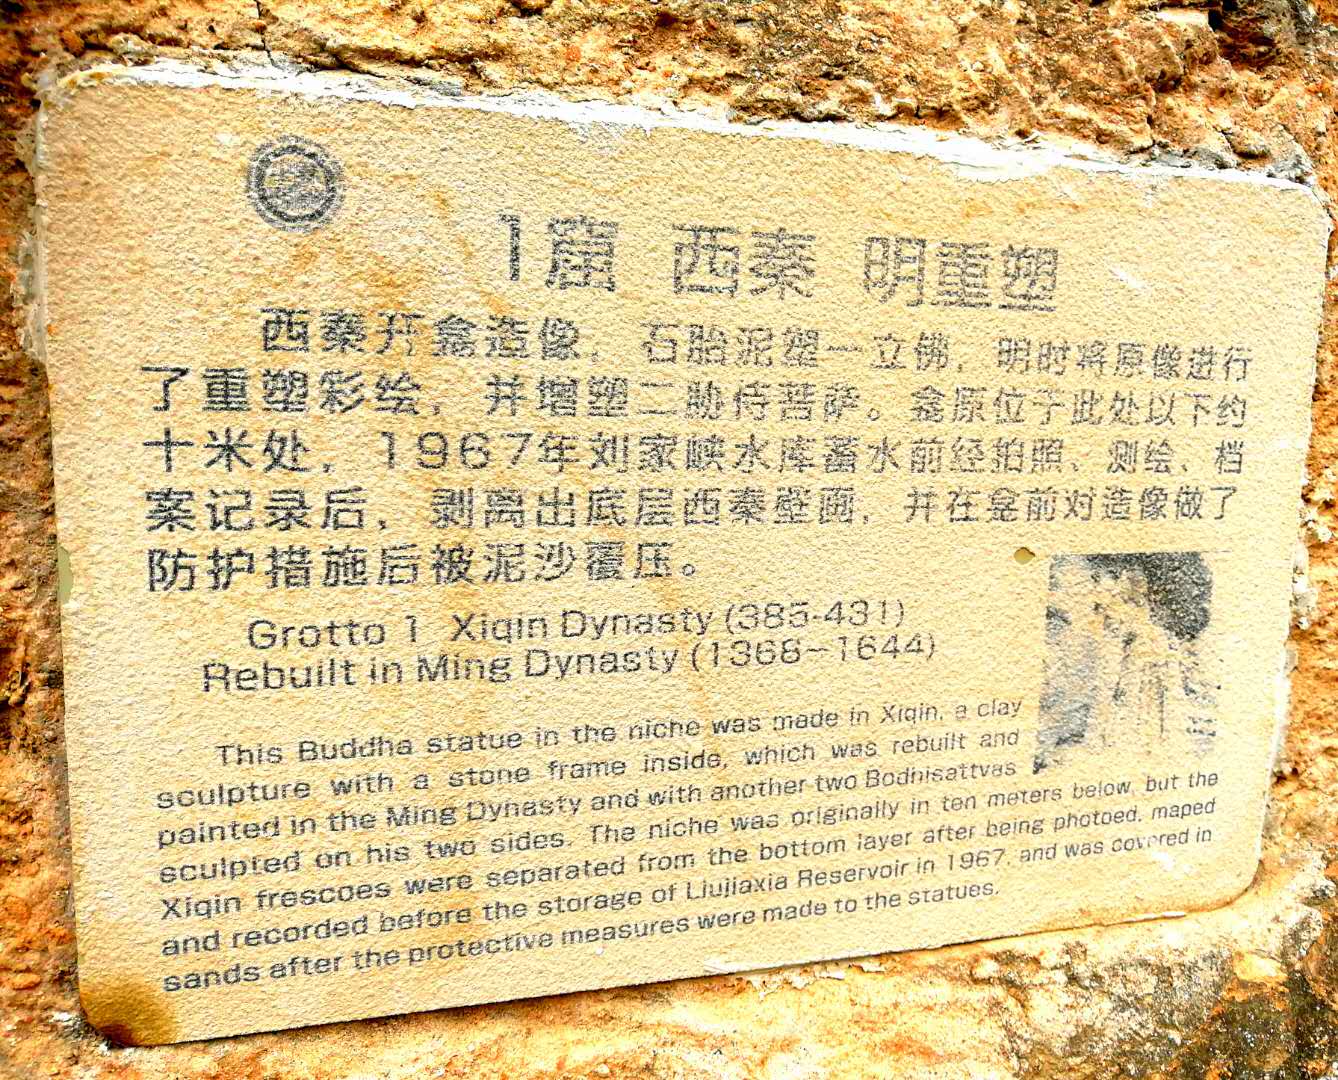 1窟 西秦 明重塑
西秦开龛造像，石胎泥塑一立佛，明时将原像进行
了重塑彩绘，并增塑二胁侍菩萨。龛原位于此处以下约
十米处，1967年刘家峡水库蓄水前经拍照、测绘、档
案记录后，剥离出底层西秦壁画，并在龛前对造像做了
防护措施后被泥沙覆压。
Grotto 1 Xiqin Dynasty (385-431)
Rebuilt in Ming Dynasty (1368-1644)
This Buddha statue in the niche was made in Xiqin, a clay
sculpture with a stone frame inside, which was rebuilt and
painted in the Ming Dynasty and with another two Bodhisattvas
sculpted on his two sides. The niche was originally in ten meters below, but the
Xiqin frescoes were separated from the bottom layer after being photoed, maped
and recorded before the storage of Liujiaxia Reservoir in 1967, and was covered in
sands after the protective measures were made to the statues.